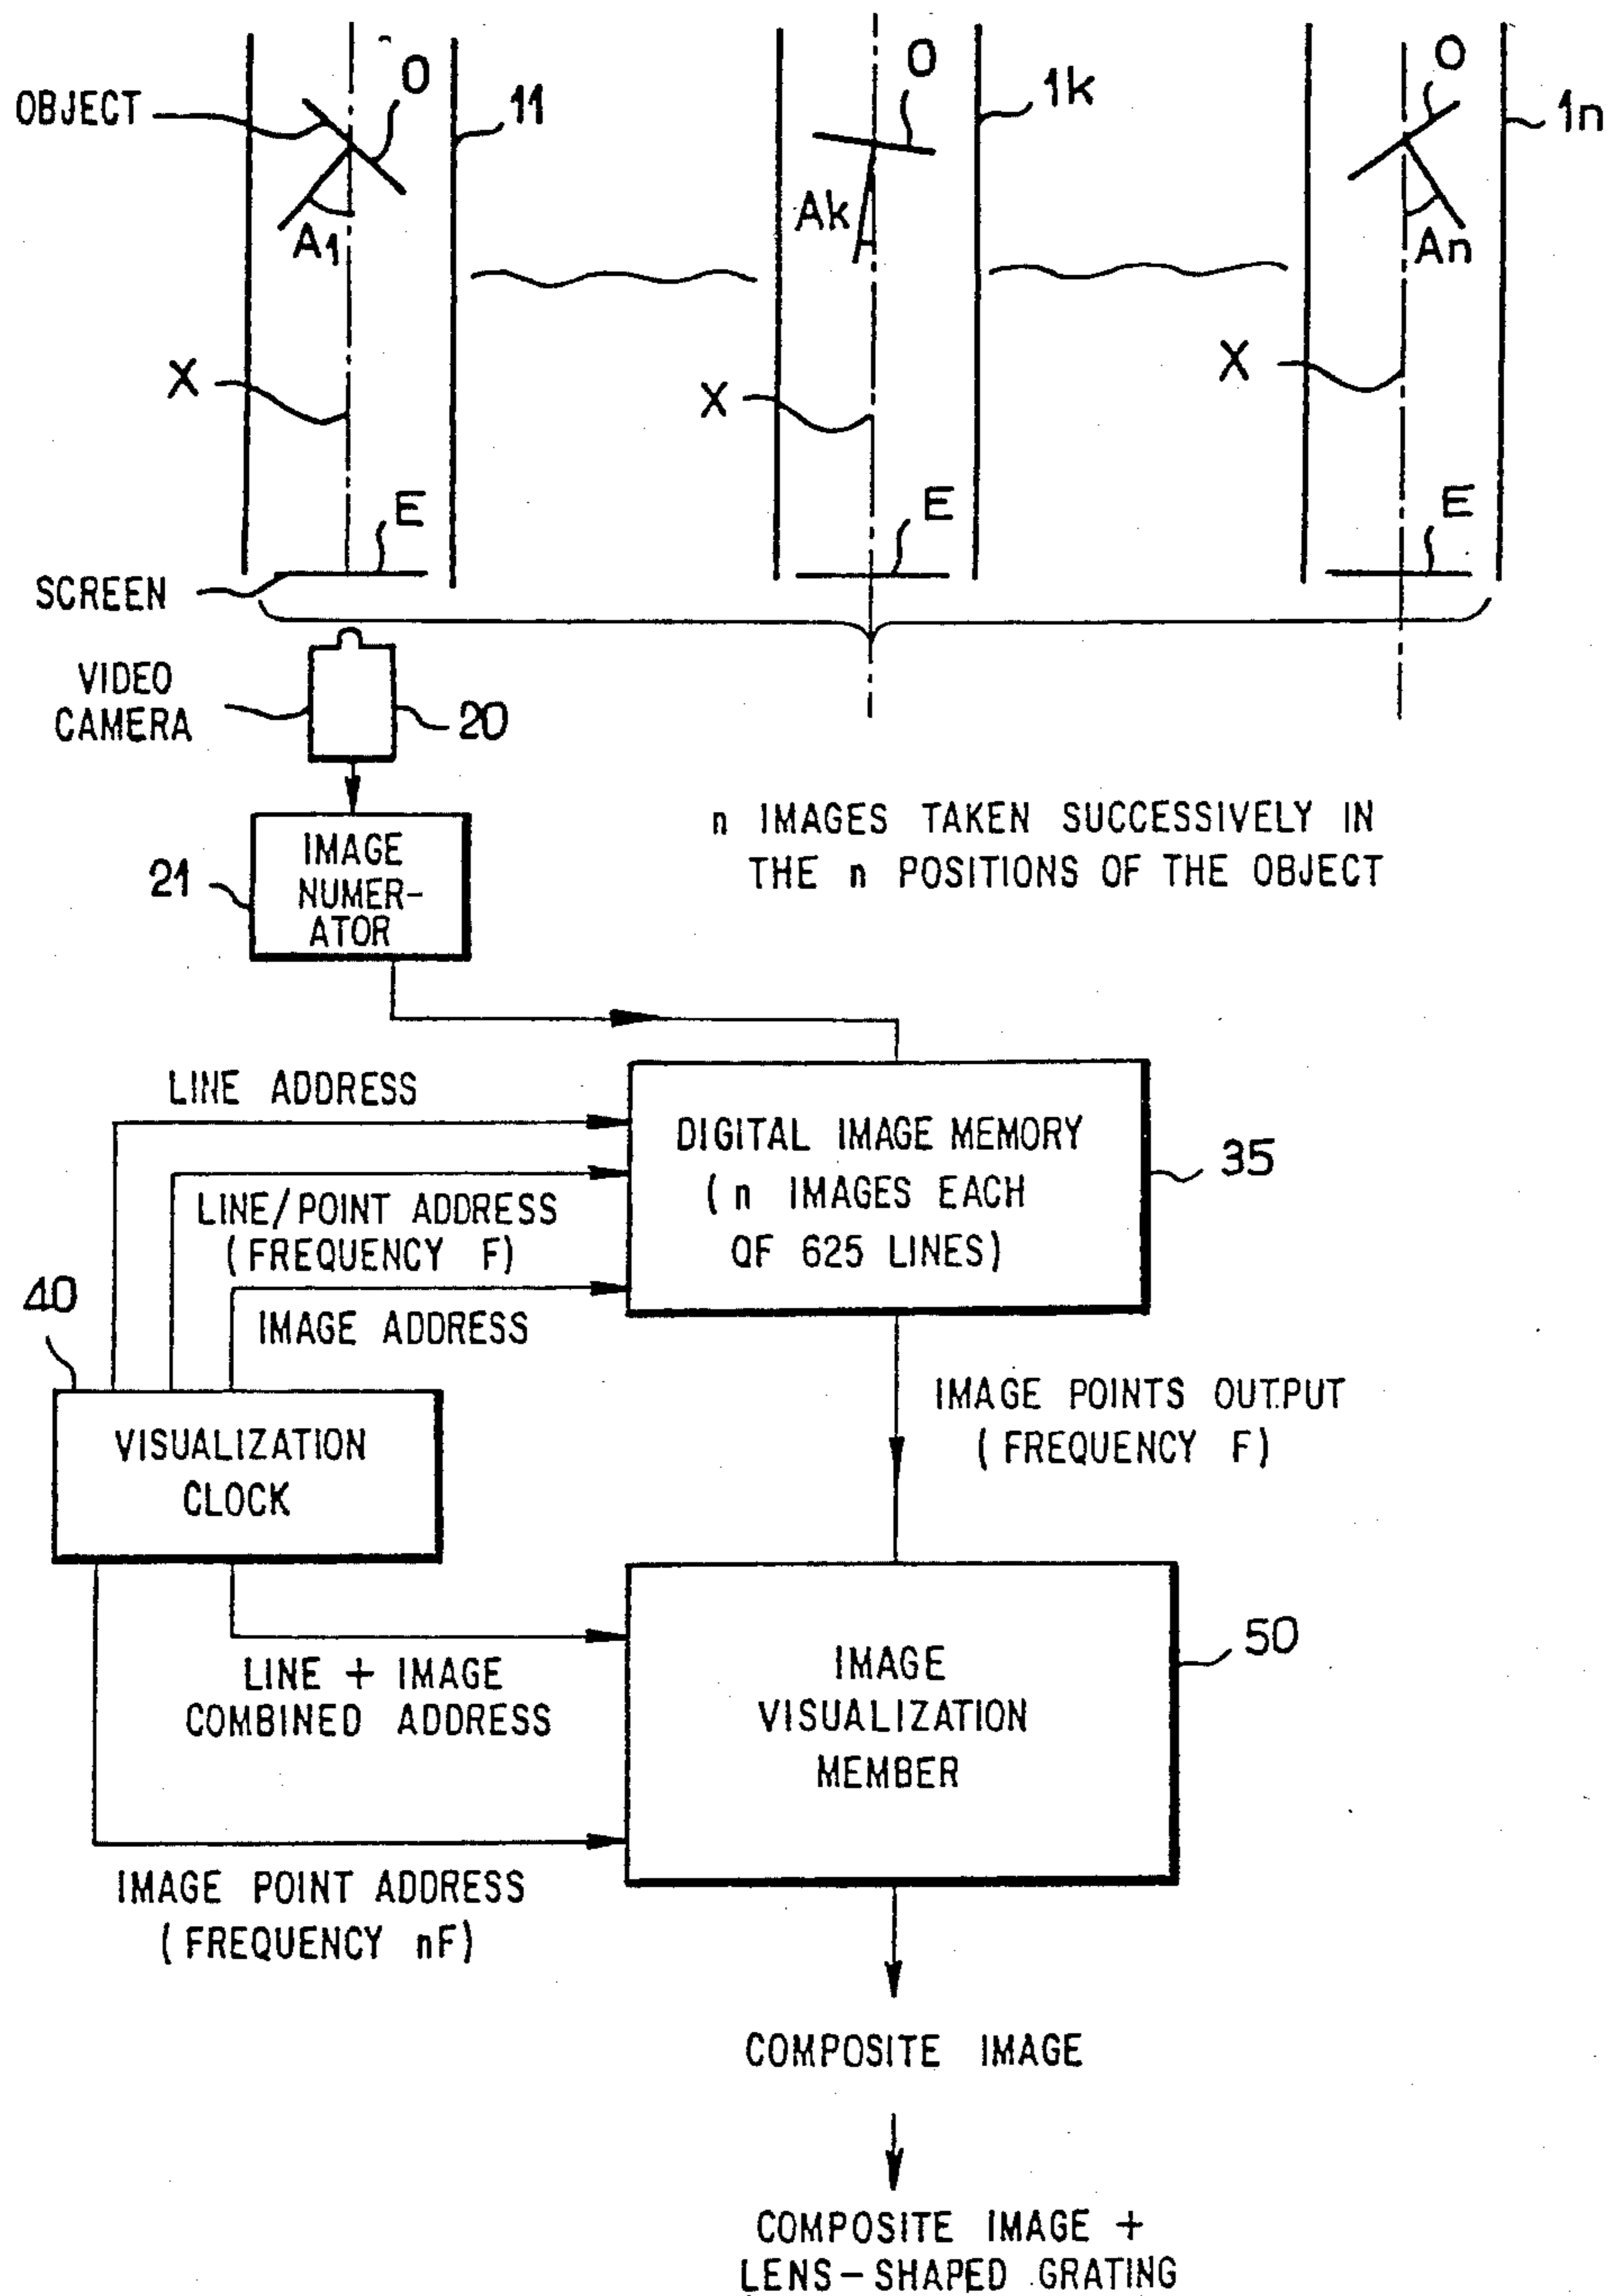 OBJECT
O
11
O
1k
O
1n
A1
Ak
An
X
X
X
E
E
E
SCREEN
VIDEO
CAMERA
20
n IMAGES TAKEN SUCCESSIVELY IN
THE n POSITIONS OF THE OBJECT
21
IMAGE
NUMER-
ATOR
LINE ADDRESS
DIGITAL IMAGE MEMORY
(n IMAGES EACH
OF 625 LINES)
35
LINE/POINT ADDRESS
(FREQUENCY F)
40
IMAGE ADDRESS
VISUALIZATION
CLOCK
IMAGE POINTS OUTPUT
(FREQUENCY F)
LINE + IMAGE
COMBINED ADDRESS
IMAGE
VISUALIZATION
MEMBER
50
IMAGE POINT ADDRESS
(FREQUENCY nF)
COMPOSITE IMAGE
COMPOSITE IMAGE +
LENS-SHAPED GRATING